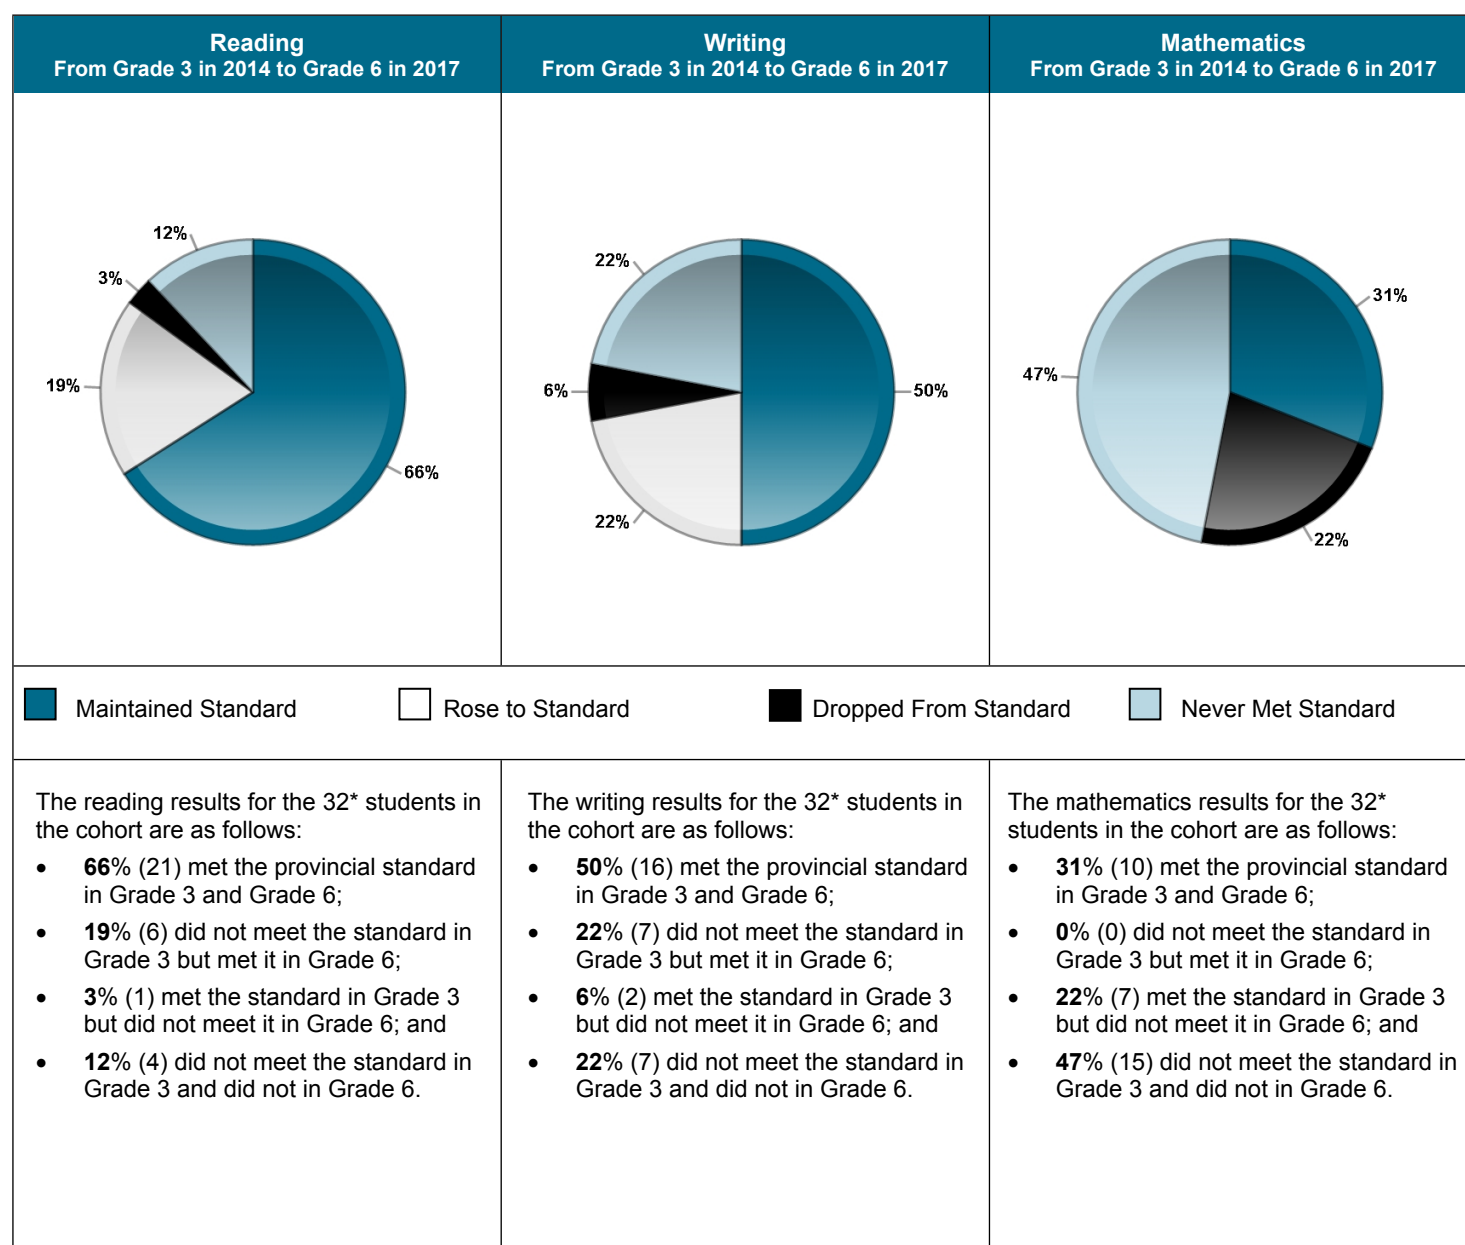 Reading
From Grade 3 in 2014 to Grade 6 in 2017
Writing
From Grade 3 in 2014 to Grade 6 in 2017
Mathematics
From Grade 3 in 2014 to Grade 6 in 2017
12%
3%
19%
66%
22%
6%
50%
22%
31%
47%
22%
Maintained Standard
Rose to Standard
Dropped From Standard
Never Met Standard
The reading results for the 32* students in
the cohort are as follows:
• 66% (21) met the provincial standard
in Grade 3 and Grade 6;
• 19% (6) did not meet the standard in
Grade 3 but met it in Grade 6;
• 3% (1) met the standard in Grade 3
but did not meet it in Grade 6; and
• 12% (4) did not meet the standard in
Grade 3 and did not in Grade 6.
The writing results for the 32* students in
the cohort are as follows:
• 50% (16) met the provincial standard
in Grade 3 and Grade 6;
• 22% (7) did not meet the standard in
Grade 3 but met it in Grade 6;
• 6% (2) met the standard in Grade 3
but did not meet it in Grade 6; and
• 22% (7) did not meet the standard in
Grade 3 and did not in Grade 6.
The mathematics results for the 32*
students in the cohort are as follows:
• 31% (10) met the provincial standard
in Grade 3 and Grade 6;
• 0% (0) did not meet the standard in
Grade 3 but met it in Grade 6;
• 22% (7) met the standard in Grade 3
but did not meet it in Grade 6; and
• 47% (15) did not meet the standard in
Grade 3 and did not in Grade 6.